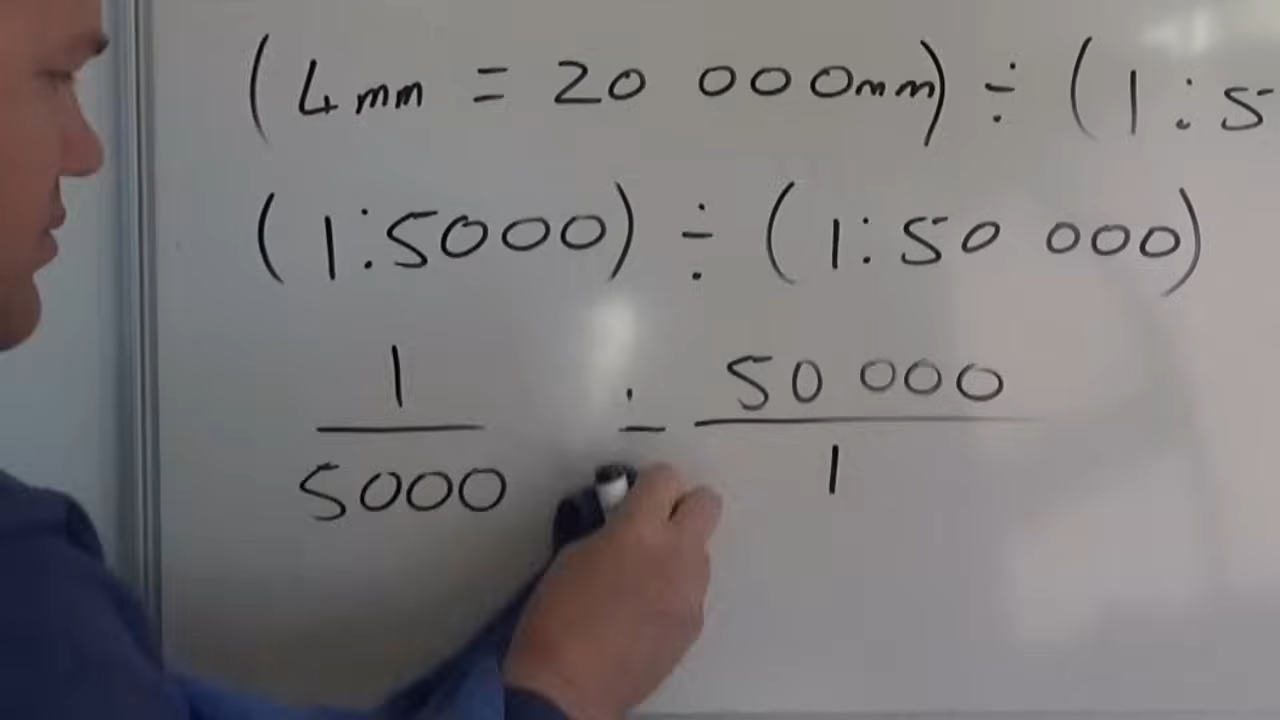 (4mm = 20 000mm) ÷ (1:5
(1:5000) ÷ (1:50 000)
1 ÷ 50 000
5000 1